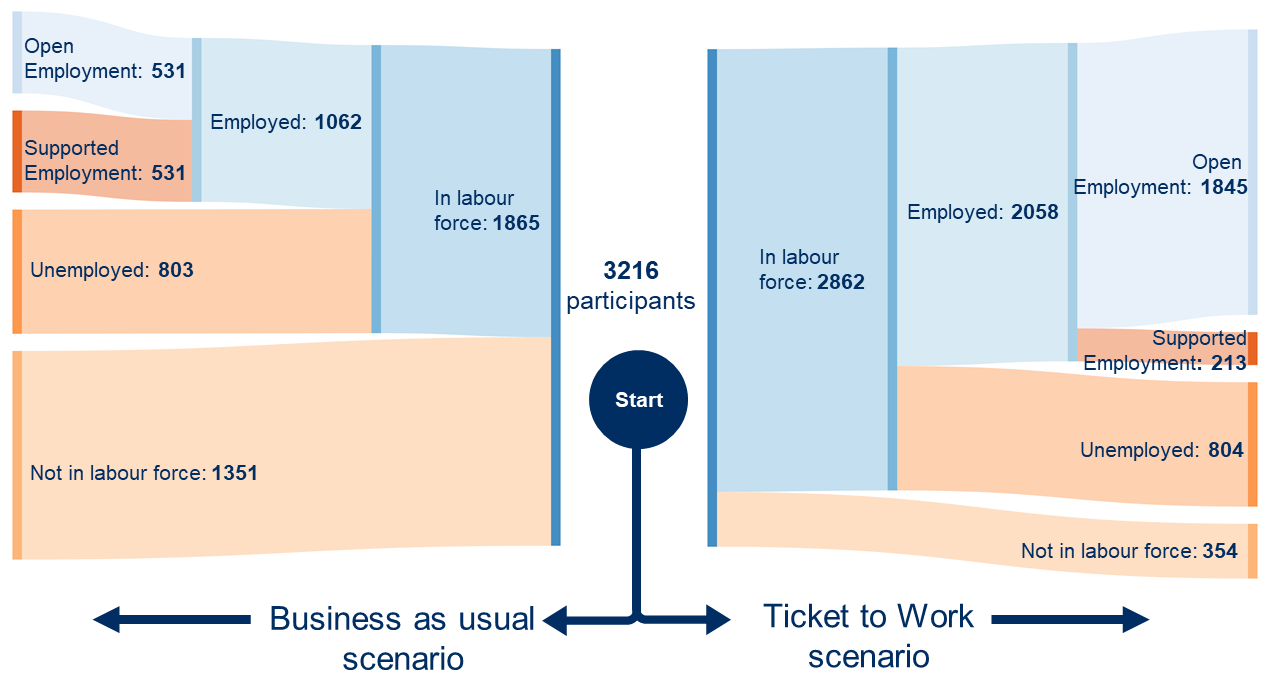 Open
Employment: 531
Supported
Employment: 531
Employed: 1062
Unemployed: 803
In labour
force: 1865
Not in labour force: 1351
3216
participants
Start
In labour
force: 2862
Employed: 2058
Open
Employment: 1845
Supported
Employment: 213
Unemployed: 804
Not in labour force: 354
Business as usual
scenario
Ticket to Work
scenario